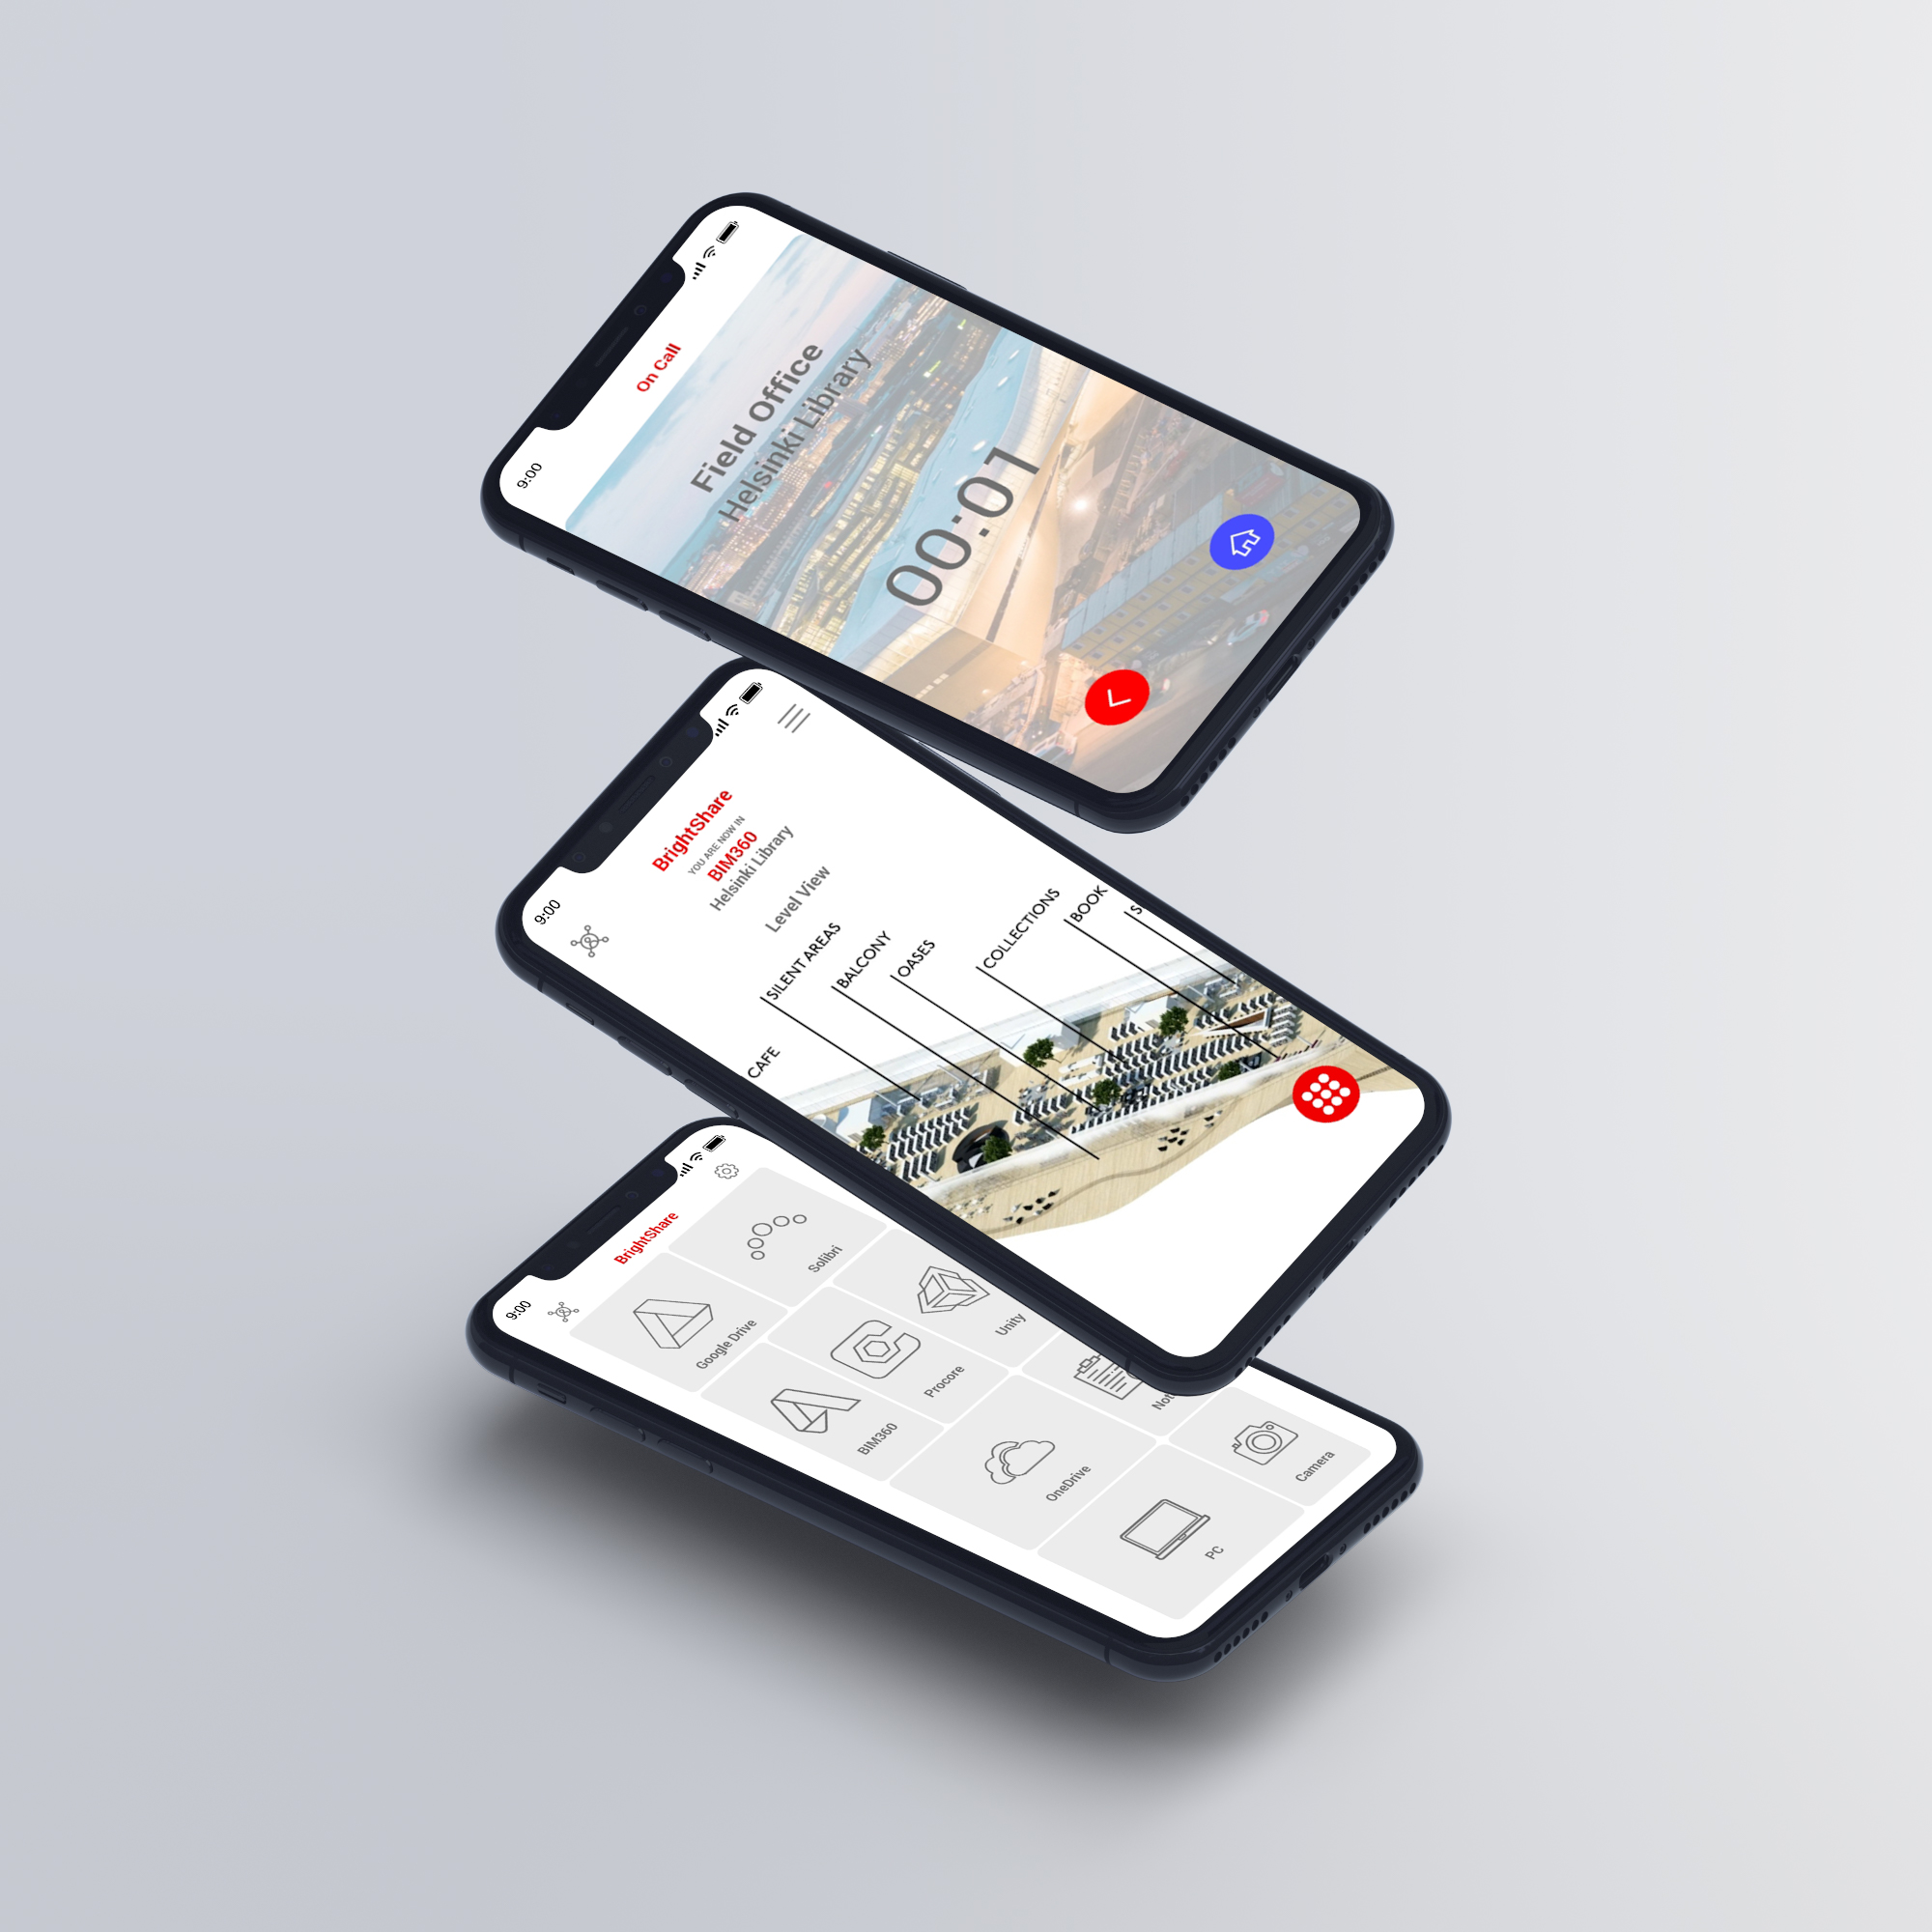 9:00
On Call
Field Office
Helsinki Library
00:01
9:00
BrightShare
YOU ARE NOW IN
BIM360
Helsinki Library
Level View
CAFE
SILENT AREAS
BALCONY
OASES
COLLECTIONS
BOOK
S
9:00
BrightShare
Google Drive
Solibri
BIM360
Procore
Unity
OneDrive
Not
PC
Camera